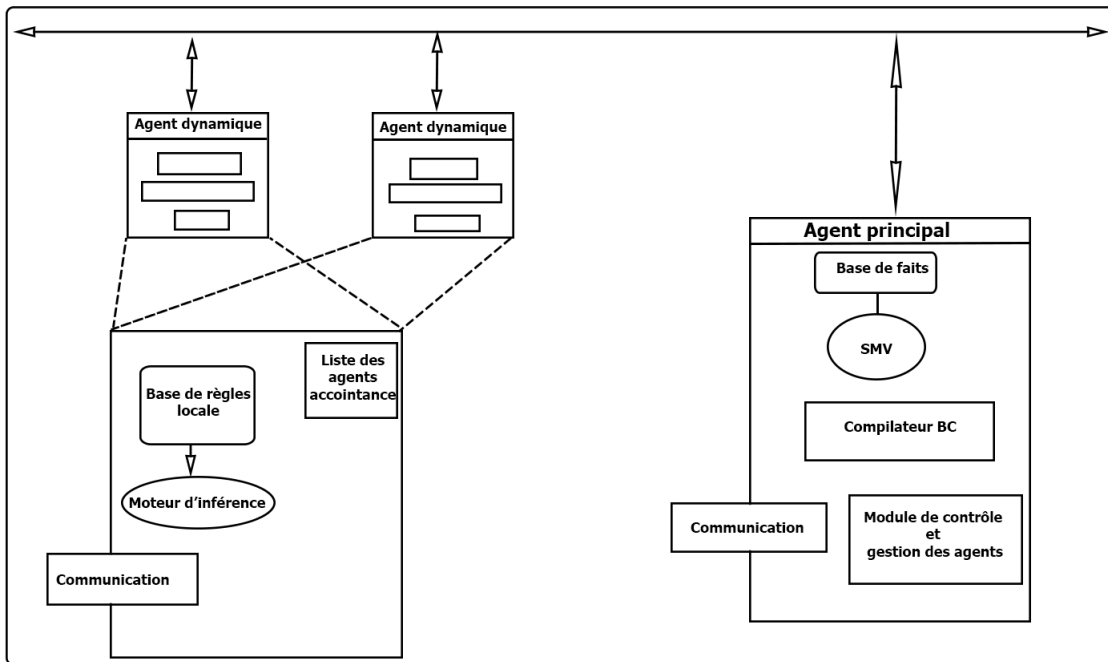 Agent dynamique
Agent dynamique
Agent principal
Base de faits
SMV
Liste des
agents
accointance
Base de règles
locale
Compilateur BC
Moteur d'inférence
Communication
Module de contrôle
et
gestion des agents
Communication